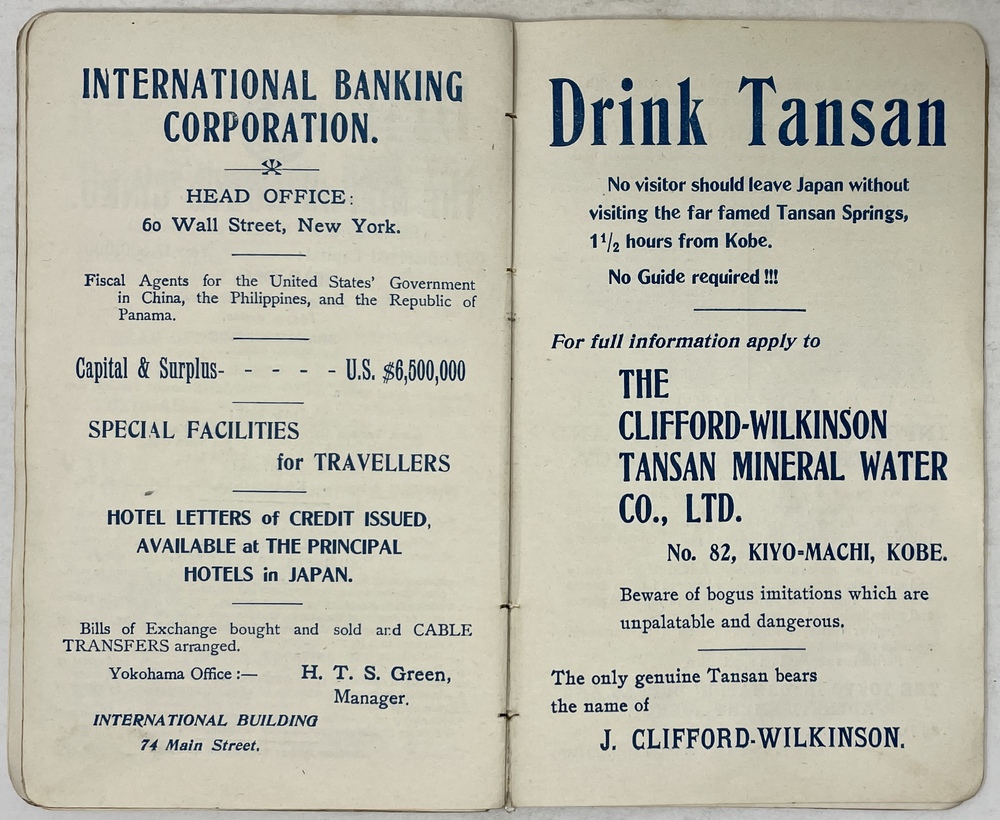 INTERNATIONAL BANKING
CORPORATION.
HEAD OFFICE:
60 Wall Street, New York.
Fiscal Agents for the United States' Government
in China, the Philippines, and the Republic of
Panama.
Capital & Surplus- - - - - U.S. $6,500,000
SPECIAL FACILITIES
for TRAVELLERS
HOTEL LETTERS of CREDIT ISSUED,
AVAILABLE at THE PRINCIPAL
HOTELS in JAPAN.
Bills of Exchange bought and sold and CABLE
TRANSFERS arranged.
Yokohama Office :— H. T. S. Green,
Manager.
INTERNATIONAL BUILDING
74 Main Street.
Drink Tansan
No visitor should leave Japan without
visiting the far famed Tansan Springs,
1 1/2 hours from Kobe.
No Guide required !!!
For full information apply to
THE
CLIFFORD-WILKINSON
TANSAN MINERAL WATER
CO., LTD.
No. 82, KIYO=MACHI, KOBE.
Beware of bogus imitations which are
unpalatable and dangerous.
The only genuine Tansan bears
the name of
J. CLIFFORD-WILKINSON.